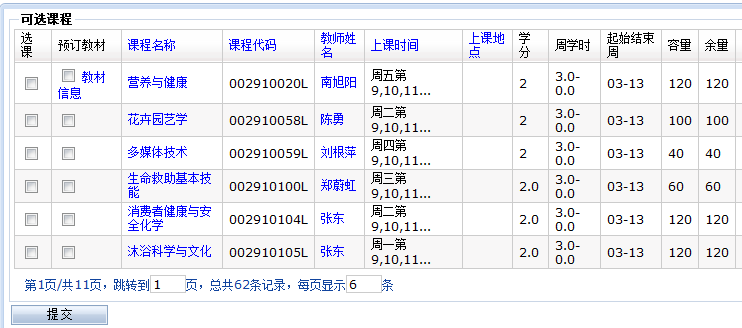 可选课程
选课 预订教材 课程名称 课程代码 教师姓名 上课时间 上课地点 学分 周学时 起始结束周 容量 余量
教材信息 营养与健康 002910020L 南旭阳 周五第9,10,11... 2 3.0-0.0 03-13 120 120
花卉园艺学 002910058L 陈勇 周二第9,10,11... 2 3.0-0.0 03-13 100 100
多媒体技术 002910059L 刘根萍 周四第9,10,11... 2 3.0-0.0 03-13 40 40
生命救助基本技能 002910100L 郑蔚虹 周三第9,10,11... 2.0 3.0-0.0 03-13 60 60
消费者健康与安全化学 002910104L 张东 周二第9,10,11... 2.0 3.0-0.0 03-13 120 120
沐浴科学与文化 002910105L 张东 周一第9,10,11... 2.0 3.0-0.0 03-13 120 120
第1页/共11页，跳转到1页，总共62条记录，每页显示6条
提交